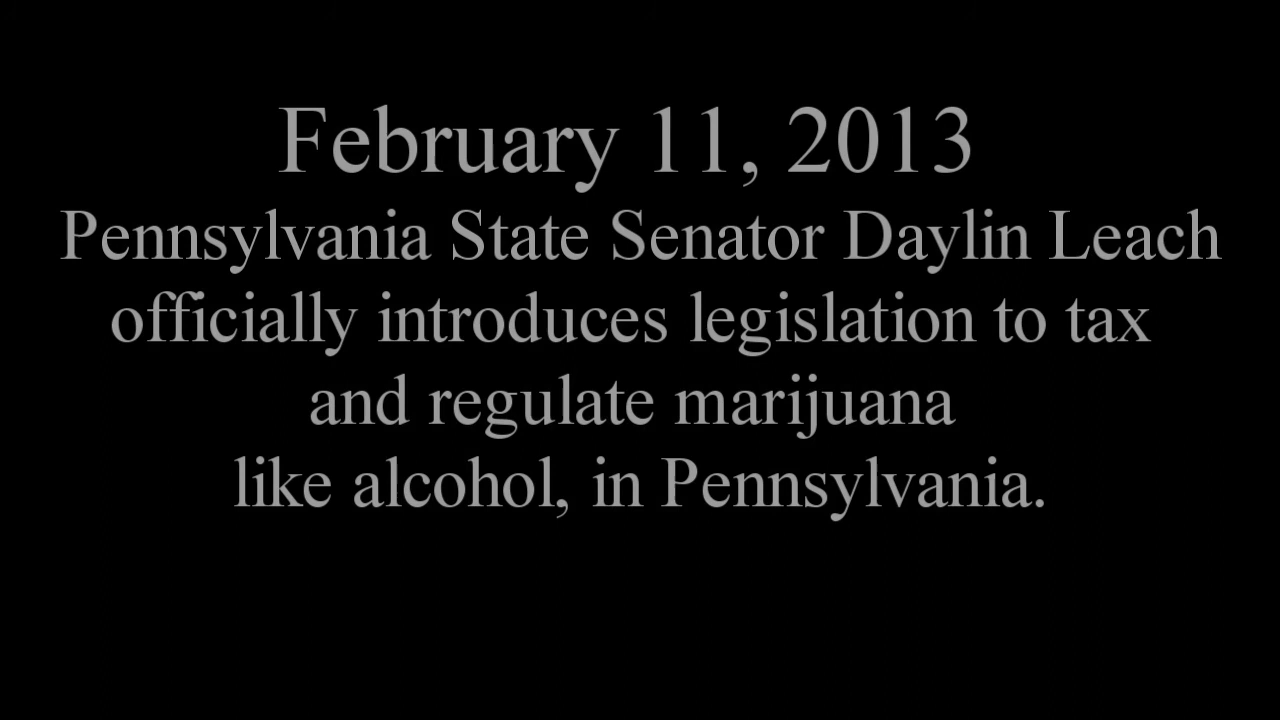 February 11, 2013
Pennsylvania State Senator Daylin Leach
officially introduces legislation to tax
and regulate marijuana
like alcohol, in Pennsylvania.